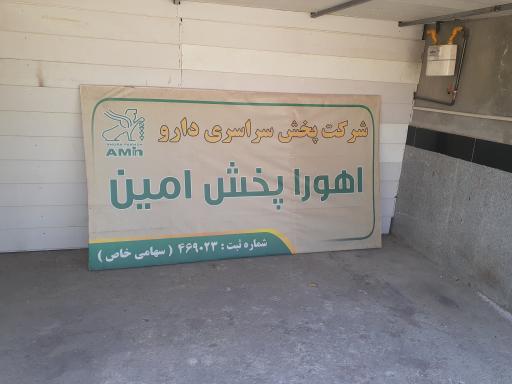 شرکت پخش سراسری دارو
اهورا پخش امین
شماره ثبت : ۴۶۹۰۲۳ ( سهامی خاص )
AMin